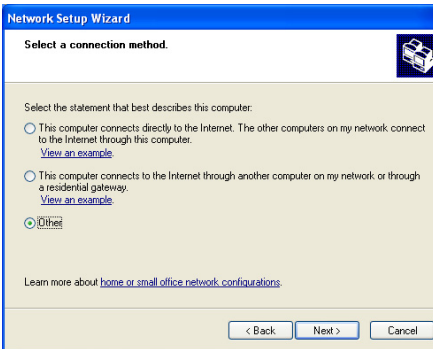 Network Setup Wizard
Select a connection method.
Select the statement that best describes this computer:
This computer connects directly to the Internet. The other computers on my network connect
to the Internet through this computer.
View an example.
This computer connects to the Internet through another computer on my network or through
a residential gateway.
View an example.
Other
Learn more about home or small office network configurations.
< Back Next > Cancel